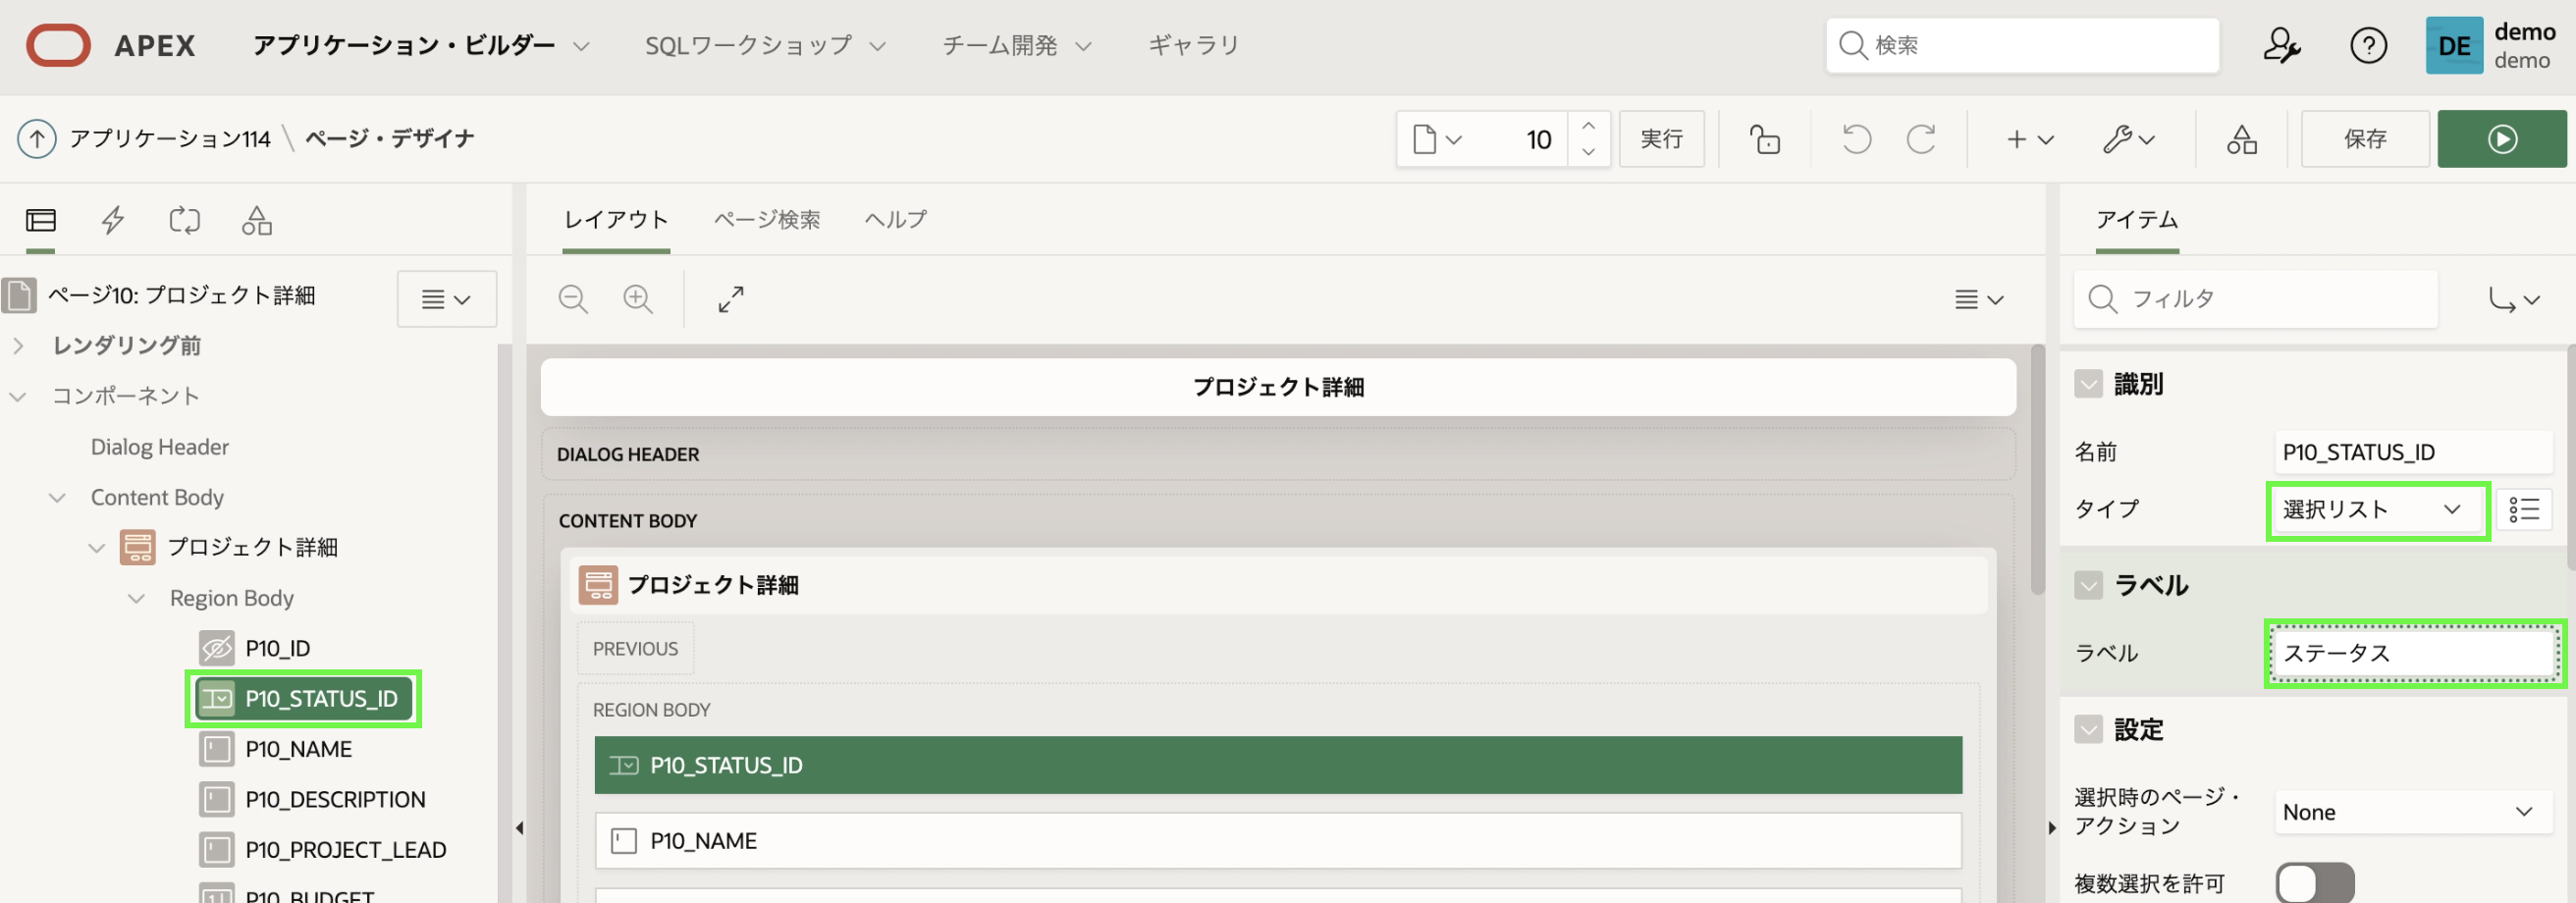 APEX アプリケーション・ビルダー SQLワークショップ チーム開発 ギャラリ 検索 DE demo
demo
アプリケーション114 \ ページ・デザイナ 10 実行 保存
レイアウト ページ検索 ヘルプ アイテム
ページ10: プロジェクト詳細
フィルタ
レンダリング前
コンポーネント
Dialog Header
Content Body
プロジェクト詳細
Region Body
P10_ID
P10_STATUS_ID
P10_NAME
P10_DESCRIPTION
P10_PROJECT_LEAD
P10_BUDGET
プロジェクト詳細
DIALOG HEADER
CONTENT BODY
プロジェクト詳細
PREVIOUS
REGION BODY
P10_STATUS_ID
P10_NAME
識別
名前 P10_STATUS_ID
タイプ 選択リスト
ラベル
ラベル ステータス
設定
選択時のページ・
アクション None
複数選択を許可